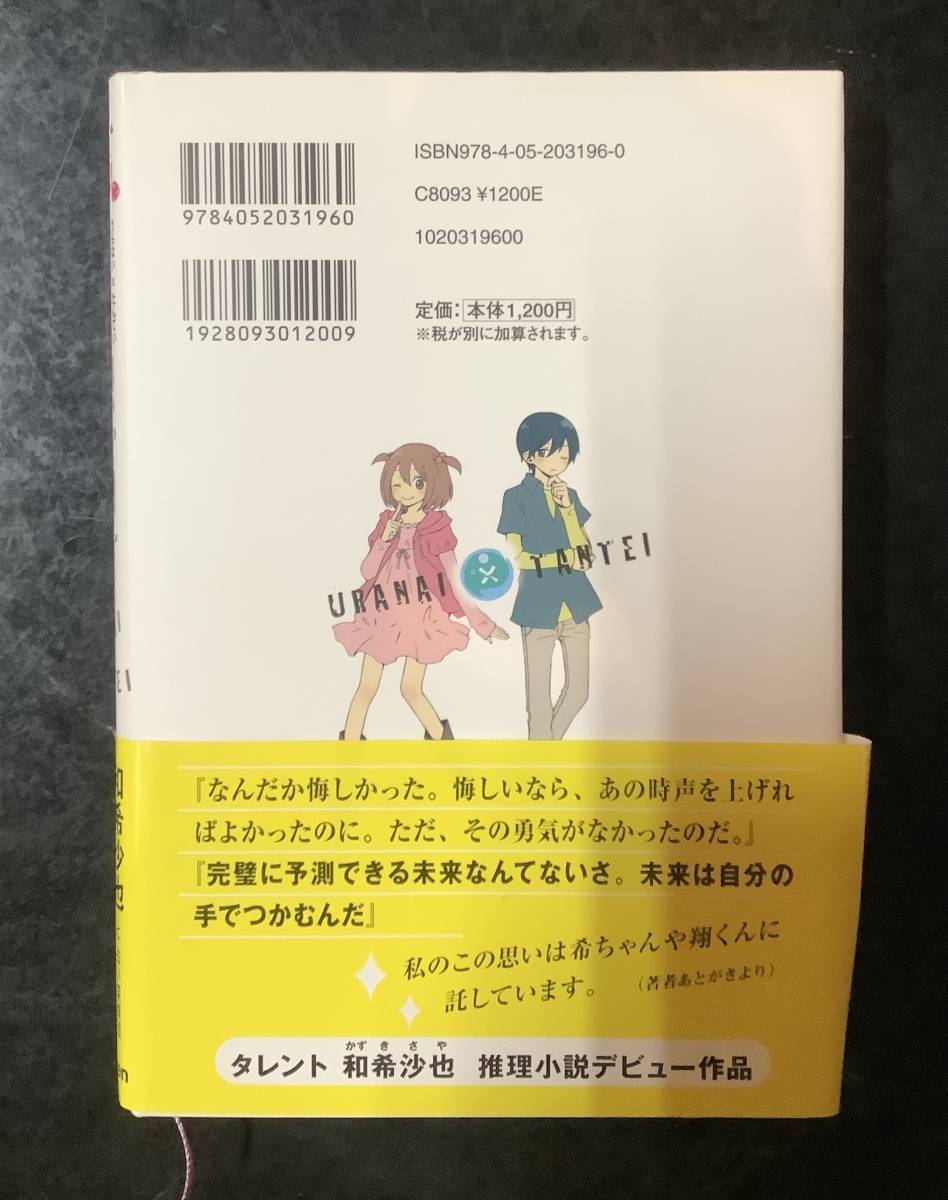 ISBN978-4-05-203196-0
9784052031960
C8093 ¥1200E
1020319600
1928093012009
定価：本体1,200円
※税が別に加算されます。
URANAI × TANTEI
『なんだか悔しかった。悔しいなら、あの時声を上げれ
ばよかったのに。ただ、その勇気がなかったのだ。』
『完璧に予測できる未来なんてないさ。未来は自分の
手でつかむんだ』
私のこの思いは希ちゃんや翔くんに
託しています。（著者あとがきより）
かずきさや
タレント 和希沙也 推理小説デビュー作品
EI
和希沙也